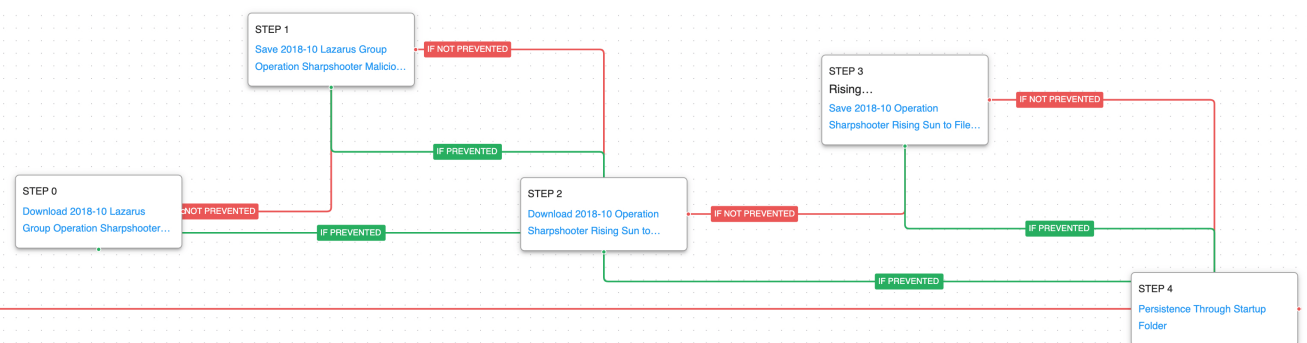 STEP 1
Save 2018-10 Lazarus Group
Operation Sharpshooter Malicio...
IF NOT PREVENTED
IF PREVENTED
STEP 0
Download 2018-10 Lazarus
Group Operation Sharpshooter...
NOT PREVENTED
IF PREVENTED
STEP 2
Download 2018-10 Operation
Sharpshooter Rising Sun to...
IF NOT PREVENTED
IF PREVENTED
STEP 3
Rising...
Save 2018-10 Operation
Sharpshooter Rising Sun to File...
IF NOT PREVENTED
IF PREVENTED
STEP 4
Persistence Through Startup
Folder